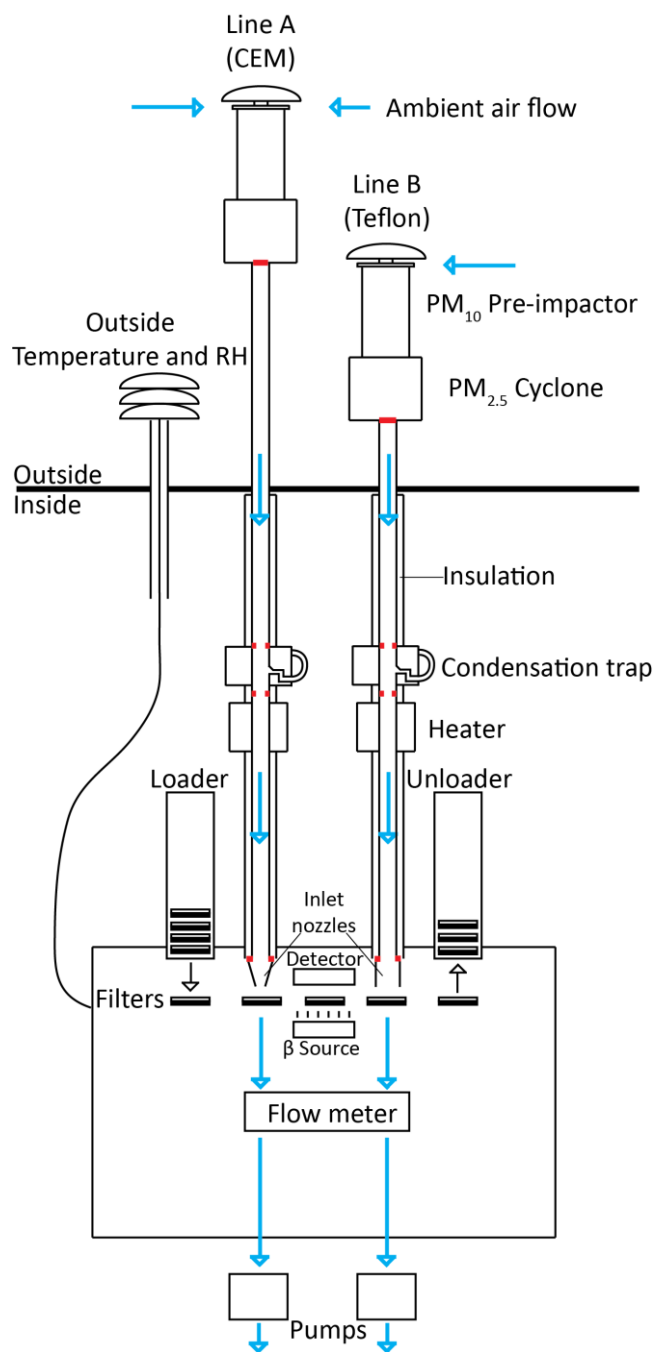 Line A
(CEM)
Ambient air flow
Line B
(Teflon)
PM₁₀ Pre-impactor
Outside
Temperature and RH
PM₂.₅ Cyclone
Outside
Inside
Insulation
Condensation trap
Heater
Loader
Unloader
Inlet
nozzles
Detector
Filters
β Source
Flow meter
Pumps